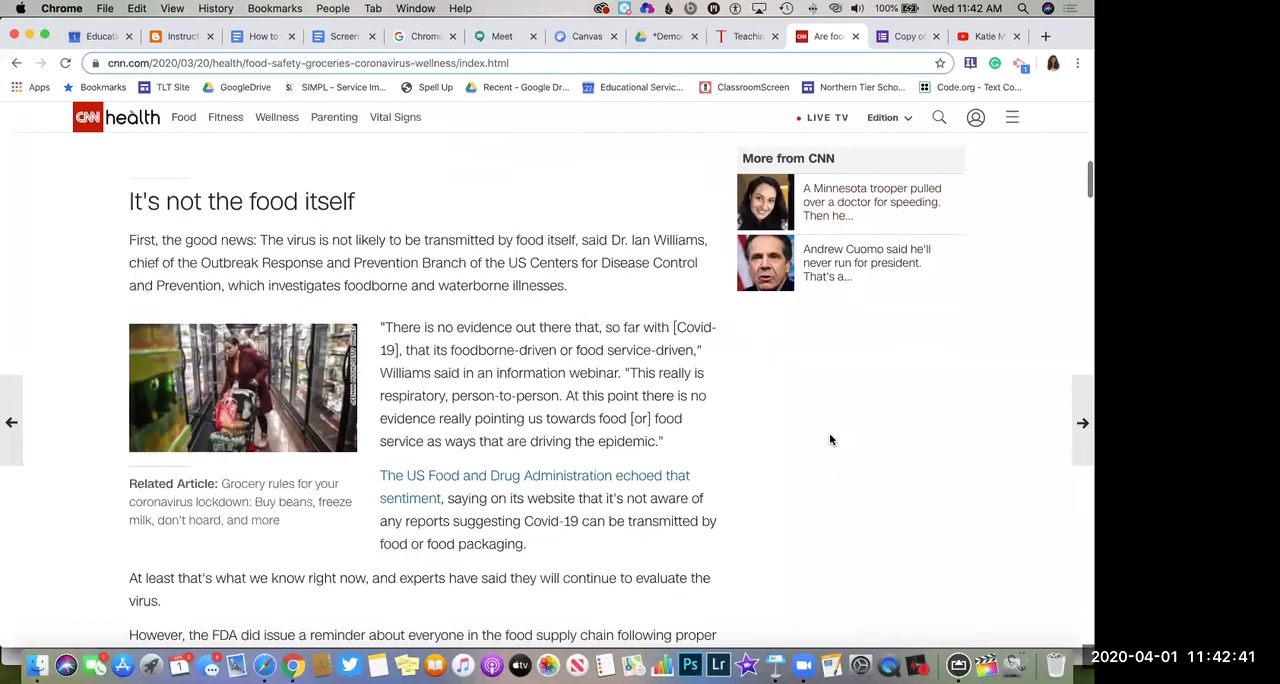 Chrome File Edit View History Bookmarks People Tab Window Help 100% Wed 11:42 AM
Educati Instruct How to Screen Chrome Meet Canvas *Demo Teachin Are foo Copy of Katie M
cnn.com/2020/03/20/health/food-safety-groceries-coronavirus-wellness/index.html
Apps Bookmarks TLT Site GoogleDrive SIMPL - Service Im... Spell Up Recent - Google Dr... Educational Servic... ClassroomScreen Northern Tier Scho... Code.org - Text Co...
CNN health Food Fitness Wellness Parenting Vital Signs LIVE TV Edition
More from CNN
A Minnesota trooper pulled
over a doctor for speeding.
Then he...
Andrew Cuomo said he'll
never run for president.
That's a...
It's not the food itself
First, the good news: The virus is not likely to be transmitted by food itself, said Dr. Ian Williams,
chief of the Outbreak Response and Prevention Branch of the US Centers for Disease Control
and Prevention, which investigates foodborne and waterborne illnesses.
"There is no evidence out there that, so far with [Covid-
19], that its foodborne-driven or food service-driven,"
Williams said in an information webinar. "This really is
respiratory, person-to-person. At this point there is no
evidence really pointing us towards food [or] food
service as ways that are driving the epidemic."
Related Article: Grocery rules for your
coronavirus lockdown: Buy beans, freeze
milk, don't hoard, and more
The US Food and Drug Administration echoed that
sentiment, saying on its website that it's not aware of
any reports suggesting Covid-19 can be transmitted by
food or food packaging.
At least that's what we know right now, and experts have said they will continue to evaluate the
virus.
However, the FDA did issue a reminder about everyone in the food supply chain following proper
tv Ps Lr
2020-04-01 11:42:41